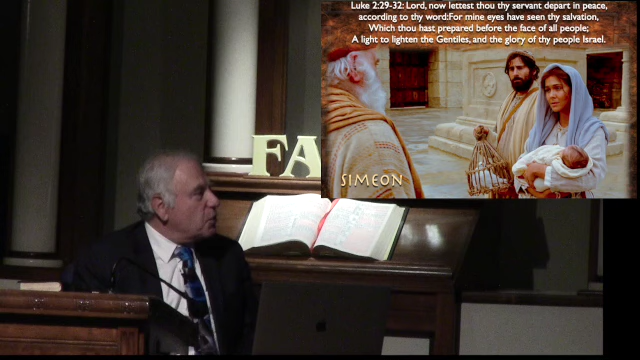 Luke 2:29-32: Lord, now lettest thou thy servant depart in peace,
according to thy word:For mine eyes have seen thy salvation,
Which thou hast prepared before the face of all people;
A light to lighten the Gentiles, and the glory of thy people Israel.
SIMEON
FA